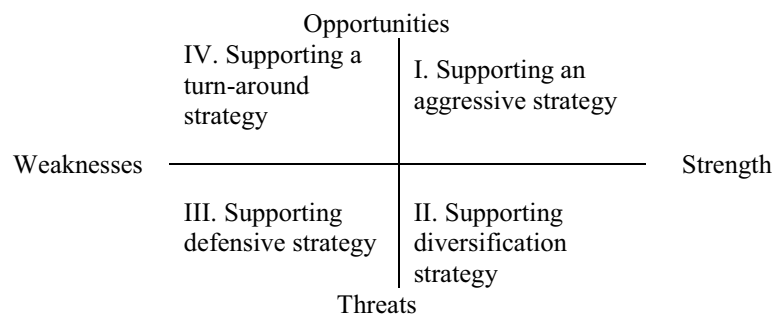 Opportunities
IV. Supporting a
turn-around
strategy
I. Supporting an
aggressive strategy
Weaknesses
Strength
III. Supporting
defensive strategy
II. Supporting
diversification
strategy
Threats